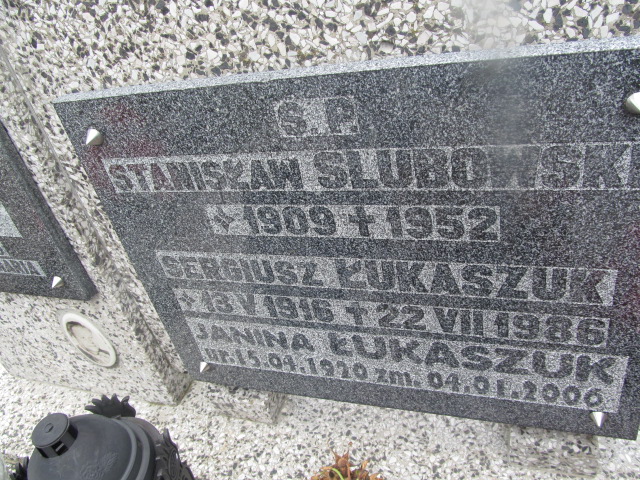 Ś.P.
STANISŁAW SLUBOWSKI
✶ 1909 ✝ 1952
SERGIUSZ ŁUKASZUK
✶ 13 V 1916 ✝ 22 VII 1986
JANINA ŁUKASZUK
ur. 15.04.1920 zm. 04.01.2006